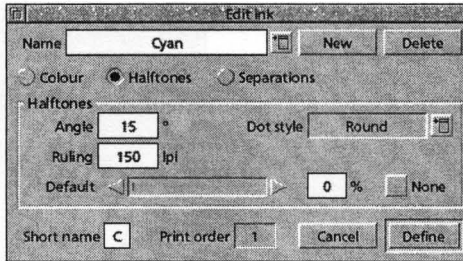 Edit ink
Name Cyan New Delete
Colour Halftones Separations
Halftones
Angle 15 ° Dot style Round
Ruling 150 lpi
Default 0 % None
Short name C Print order 1 Cancel Define